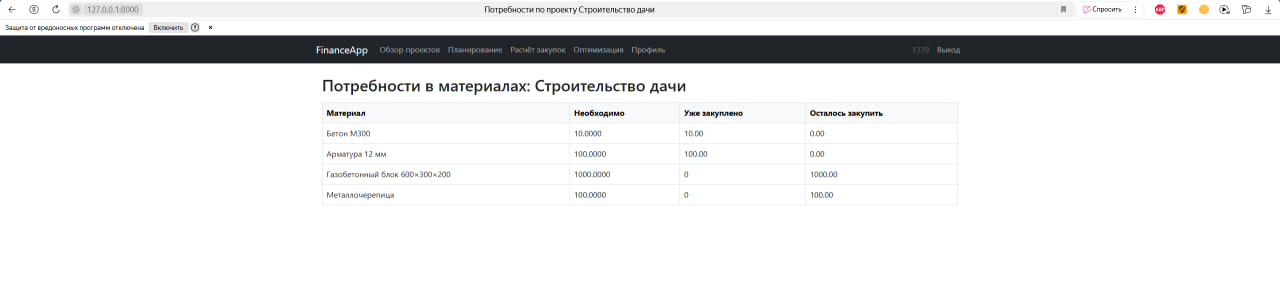 127.0.0.1:8000 Потребности по проекту Строительство дачи Спросить
Защита от вредоносных программ отключена Включить ? ×
FinanceApp Обзор проектов Планирование Расчёт закупок Оптимизация Профиль 1339 Выход
Потребности в материалах: Строительство дачи
Материал Необходимо Уже закуплено Осталось закупить
Бетон М300 10.0000 10.00 0.00
Арматура 12 мм 100.0000 100.00 0.00
Газобетонный блок 600×300×200 1000.0000 0 1000.00
Металлочерепица 100.0000 0 100.00